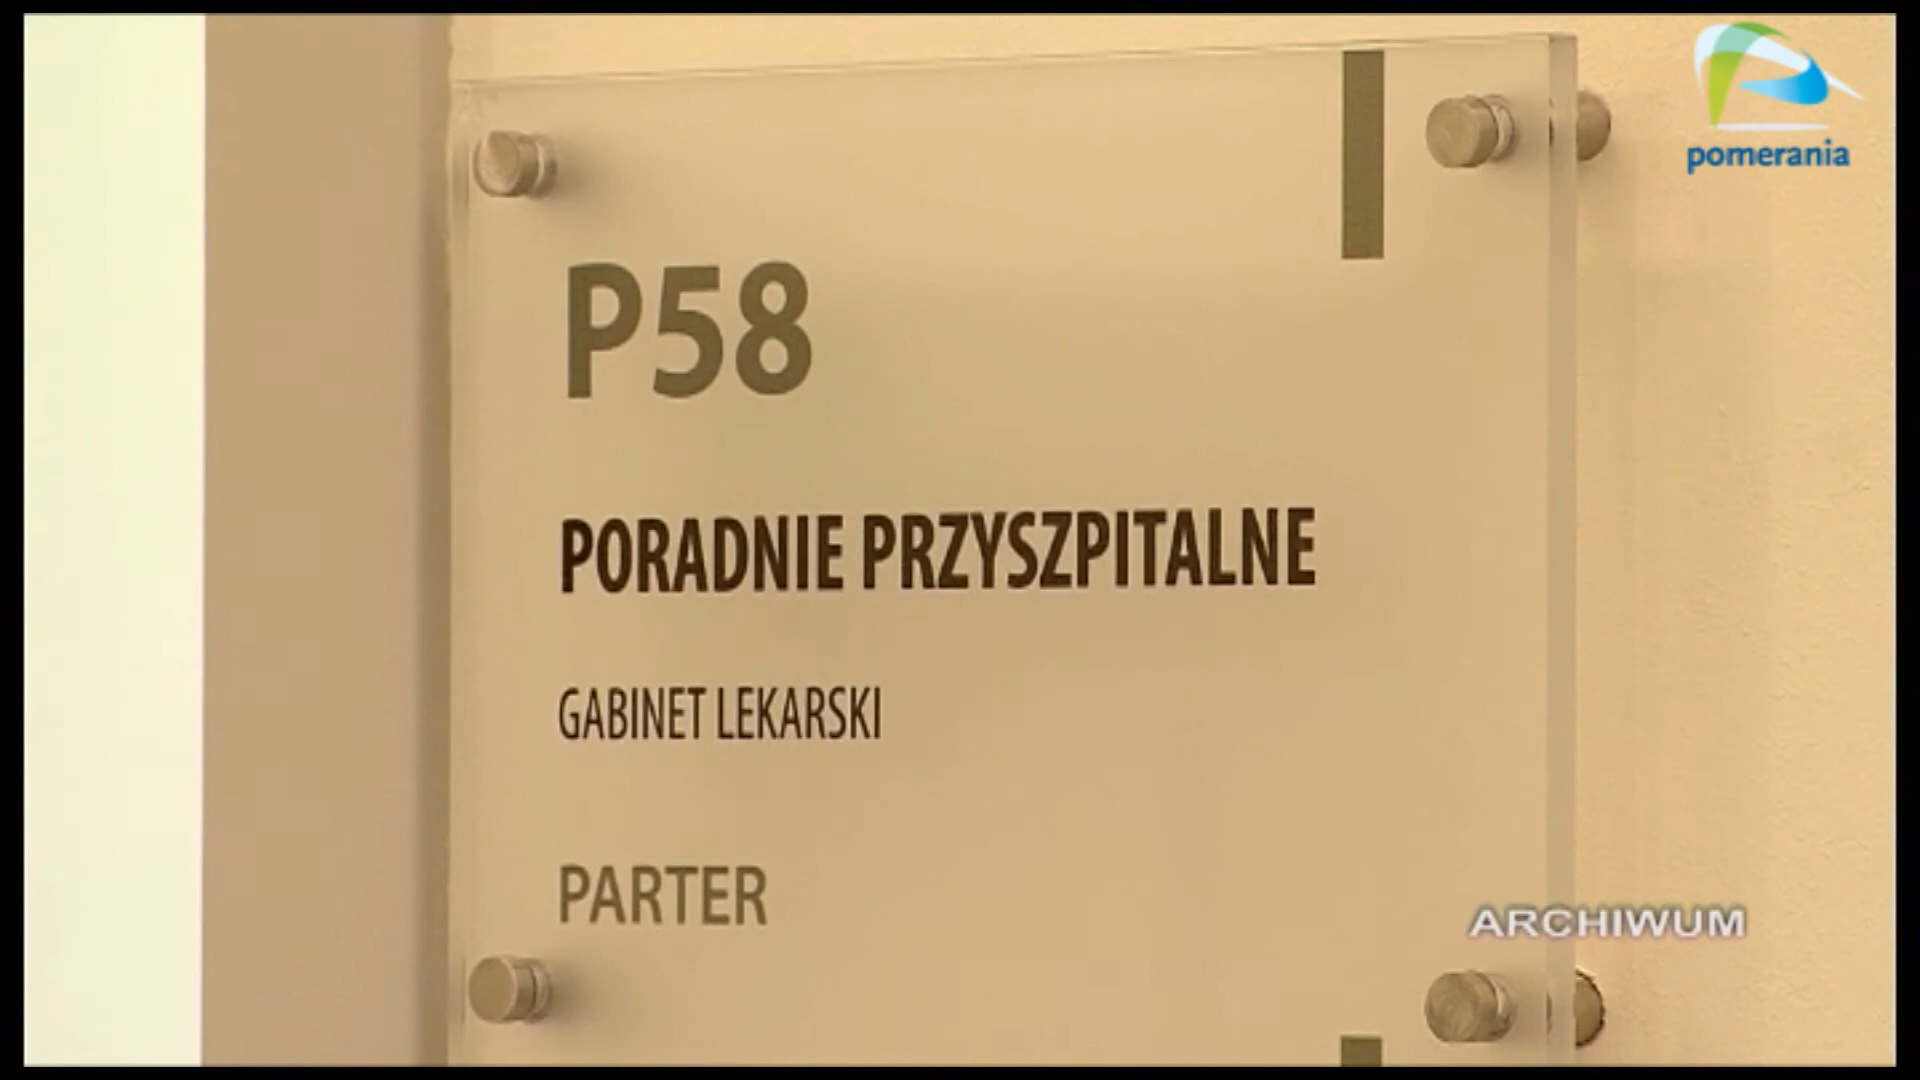 pomerania
P58
PORADNIE PRZYSZPITALNE
GABINET LEKARSKI
PARTER
ARCHIWUM